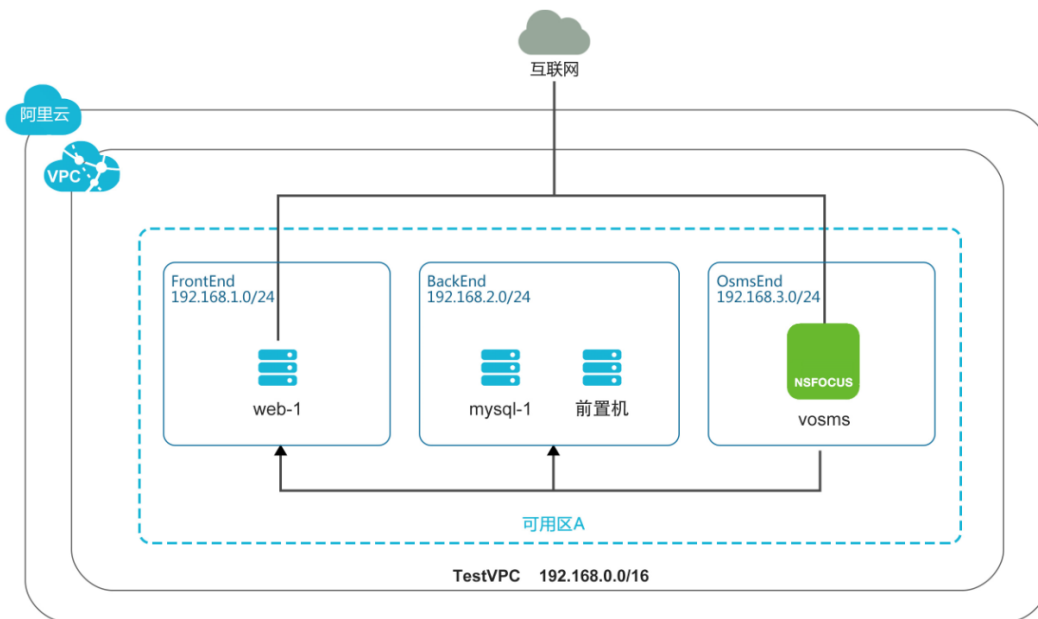 互联网
阿里云
VPC
FrontEnd
192.168.1.0/24
BackEnd
192.168.2.0/24
OsmsEnd
192.168.3.0/24
NSFOCUS
web-1
mysql-1
前置机
vosms
可用区A
TestVPC 192.168.0.0/16